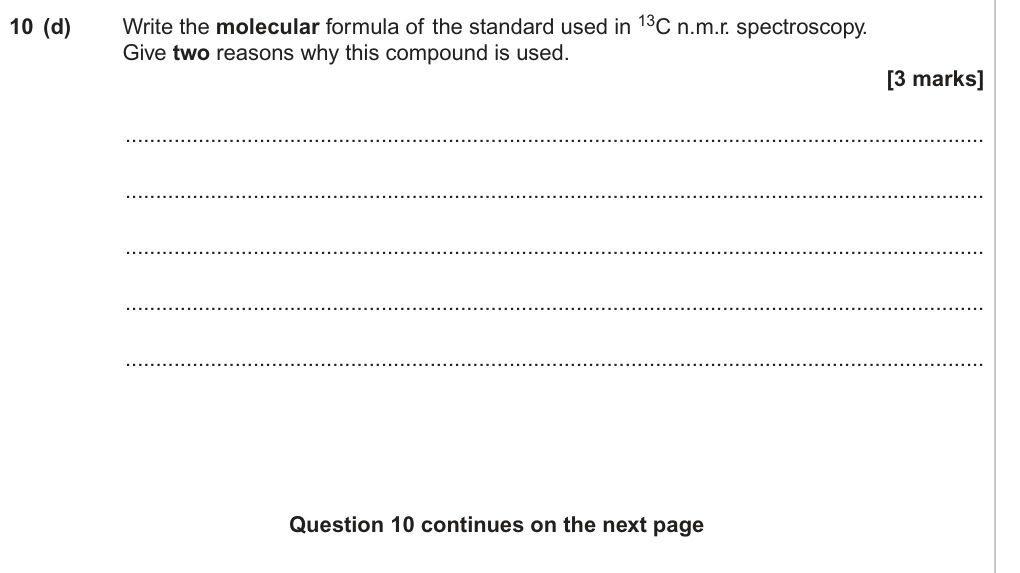 10 (d) Write the molecular formula of the standard used in ¹³C n.m.r. spectroscopy.
Give two reasons why this compound is used.
[3 marks]
Question 10 continues on the next page